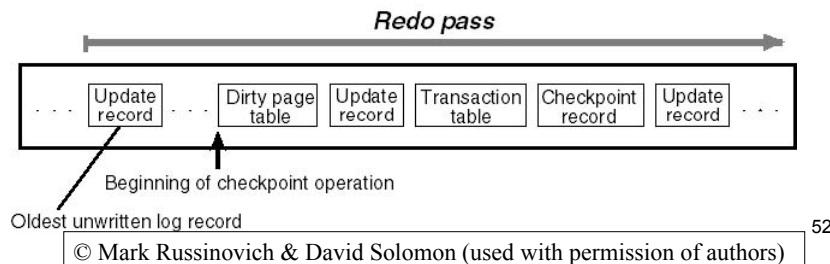 Redo pass
. . . Update record . . . Dirty page table Update record Transaction table Checkpoint record Update record . . .
Beginning of checkpoint operation
Oldest unwritten log record
52
© Mark Russinovich & David Solomon (used with permission of authors)